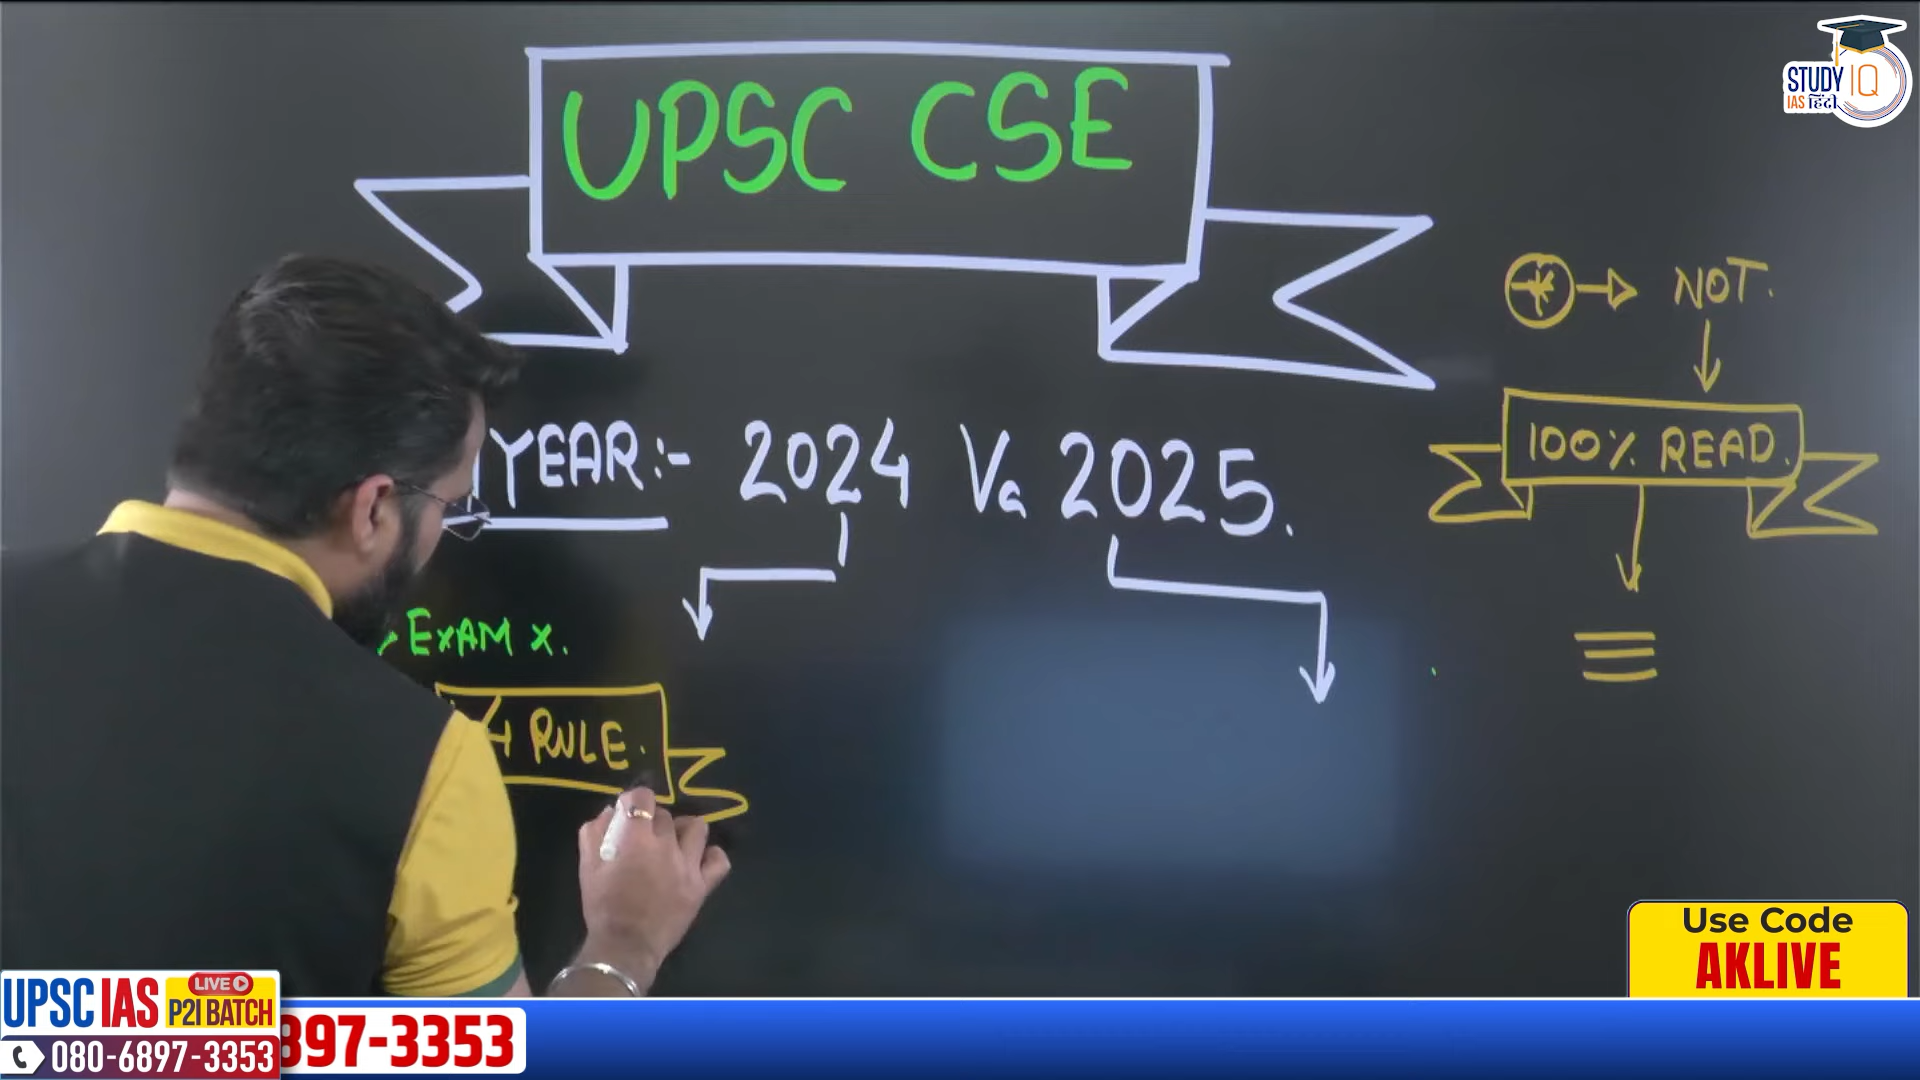 UPSC CSE
STUDY IQ
IAS हिंदी
NOT.
100% READ.
YEAR:- 2024 Vs 2025.
EXAM x.
4 RULE.
Use Code
AKLIVE
UPSC IAS
LIVE
P2I BATCH
080-6897-3353
897-3353